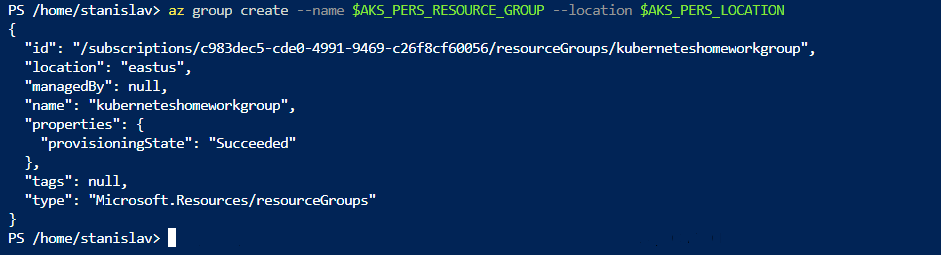 PS /home/stanislav> az group create --name $AKS_PERS_RESOURCE_GROUP --location $AKS_PERS_LOCATION
{
  "id": "/subscriptions/c983dec5-cde0-4991-9469-c26f8cf60056/resourceGroups/kuberneteshomeworkgroup",
  "location": "eastus",
  "managedBy": null,
  "name": "kuberneteshomeworkgroup",
  "properties": {
    "provisioningState": "Succeeded"
  },
  "tags": null,
  "type": "Microsoft.Resources/resourceGroups"
}
PS /home/stanislav>